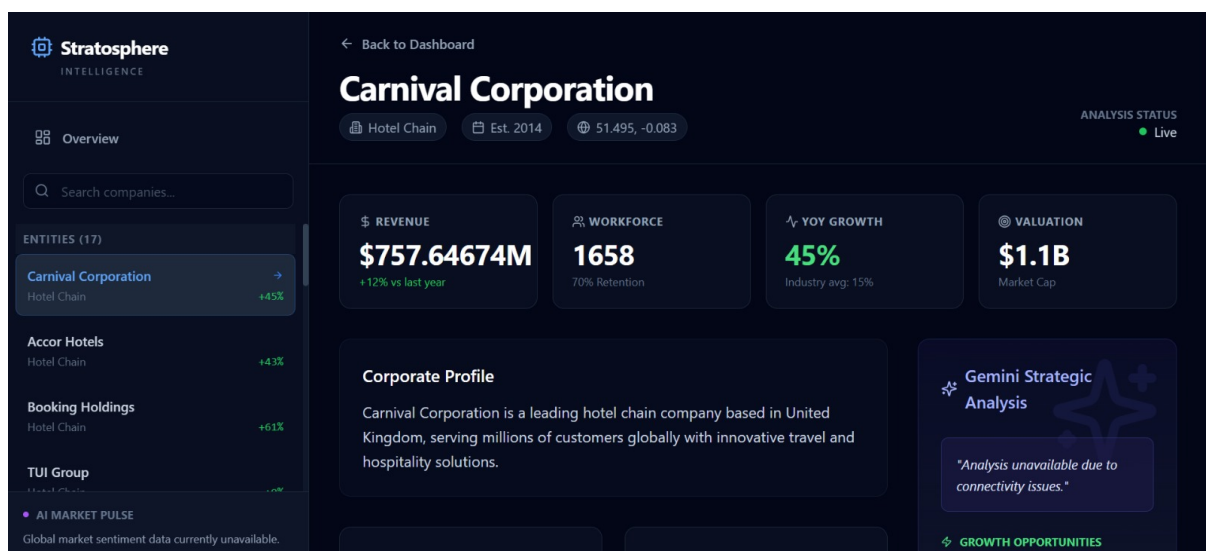 Stratosphere
INTELLIGENCE
Overview
Search companies...
ENTITIES (17)
Carnival Corporation
Hotel Chain +45%
Accor Hotels
Hotel Chain +43%
Booking Holdings
Hotel Chain +61%
TUI Group
Hotel Chain
AI MARKET PULSE
Global market sentiment data currently unavailable.
Back to Dashboard
Carnival Corporation
Hotel Chain Est. 2014 51.495, -0.083
ANALYSIS STATUS
Live
REVENUE
$757.64674M
+12% vs last year
WORKFORCE
1658
70% Retention
YOY GROWTH
45%
Industry avg: 15%
VALUATION
$1.1B
Market Cap
Corporate Profile
Carnival Corporation is a leading hotel chain company based in United
Kingdom, serving millions of customers globally with innovative travel and
hospitality solutions.
Gemini Strategic
Analysis
"Analysis unavailable due to
connectivity issues."
GROWTH OPPORTUNITIES